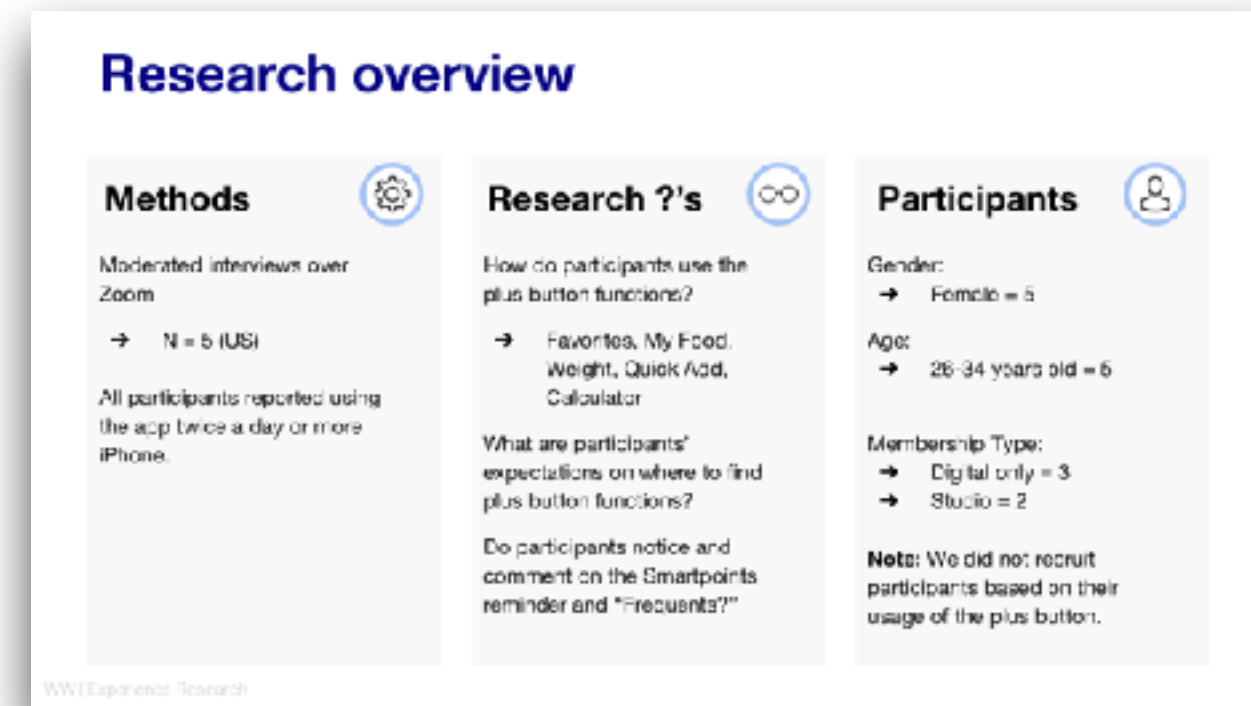 Research overview
Methods
Moderated interviews over
Zoom
➔ N = 5 (US)
All participants reported using
the app twice a day or more
iPhone.
Research ?'s
How do participants use the
plus button functions?
➔ Favorites, My Food,
Weight, Quick Add,
Calculator
What are participants'
expectations on where to find
plus button functions?
Do participants notice and
comment on the Smartpoints
reminder and "Frequents?"
Participants
Gender:
➔ Female = 5
Age:
➔ 26-34 years old = 5
Membership Type:
➔ Digital only = 3
➔ Studio = 2
Note: We did not recruit
participants based on their
usage of the plus button.
WW | Experience Research